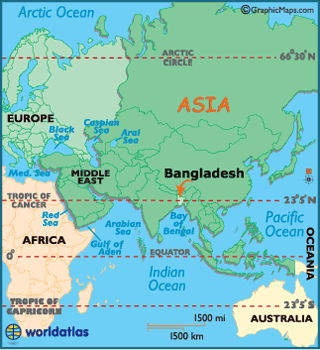 Arctic Ocean
©GraphicMaps.com
ARCTIC
CIRCLE
66°30'N
ASIA
EUROPE
Black
Sea
Caspian
Sea
Aral
Sea
Med. Sea
MIDDLE
EAST
Bangladesh
TROPIC OF
CANCER
23°5'N
Red
Sea
Arabian
Sea
Bay
of
Bengal
Pacific
Ocean
AFRICA
Gulf of
Aden
OCEANIA
0°
EQUATOR
Indian
Ocean
TROPIC OF
CAPRICORN
23°5'S
1500 mi
1500 km
AUSTRALIA
worldatlas